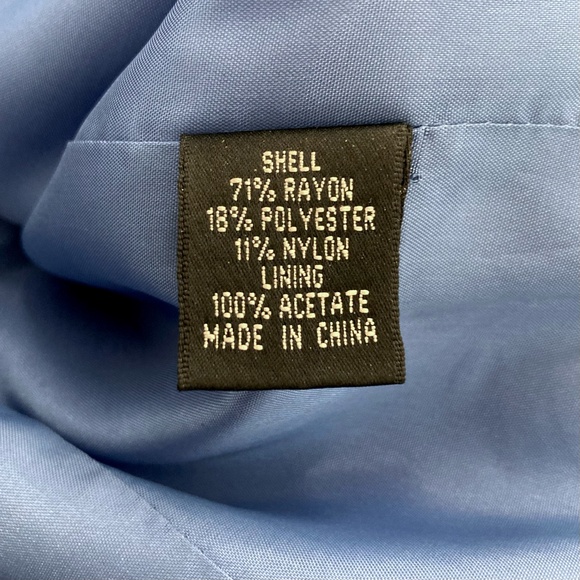 SHELL
71% RAYON
18% POLYESTER
11% NYLON
LINING
100% ACETATE
MADE IN CHINA